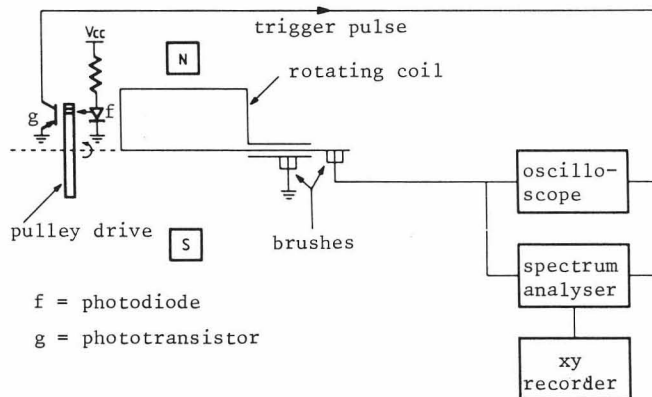 trigger pulse
Vcc
N
rotating coil
g
f
pulley drive
S
brushes
oscillo-
scope
spectrum
analyser
xy
recorder
f = photodiode
g = phototransistor